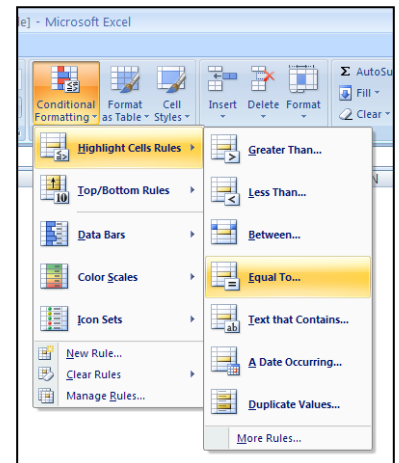 e] - Microsoft Excel
Σ AutoSu
Fill
Clear
Conditional Formatting
Format as Table
Cell Styles
Insert
Delete
Format
Highlight Cells Rules
Top/Bottom Rules
10
Data Bars
Color Scales
Icon Sets
New Rule...
Clear Rules
Manage Rules...
N
Greater Than...
>
Less Than...
<
Between...
Equal To...
=
Text that Contains...
ab
A Date Occurring...
Duplicate Values...
More Rules...